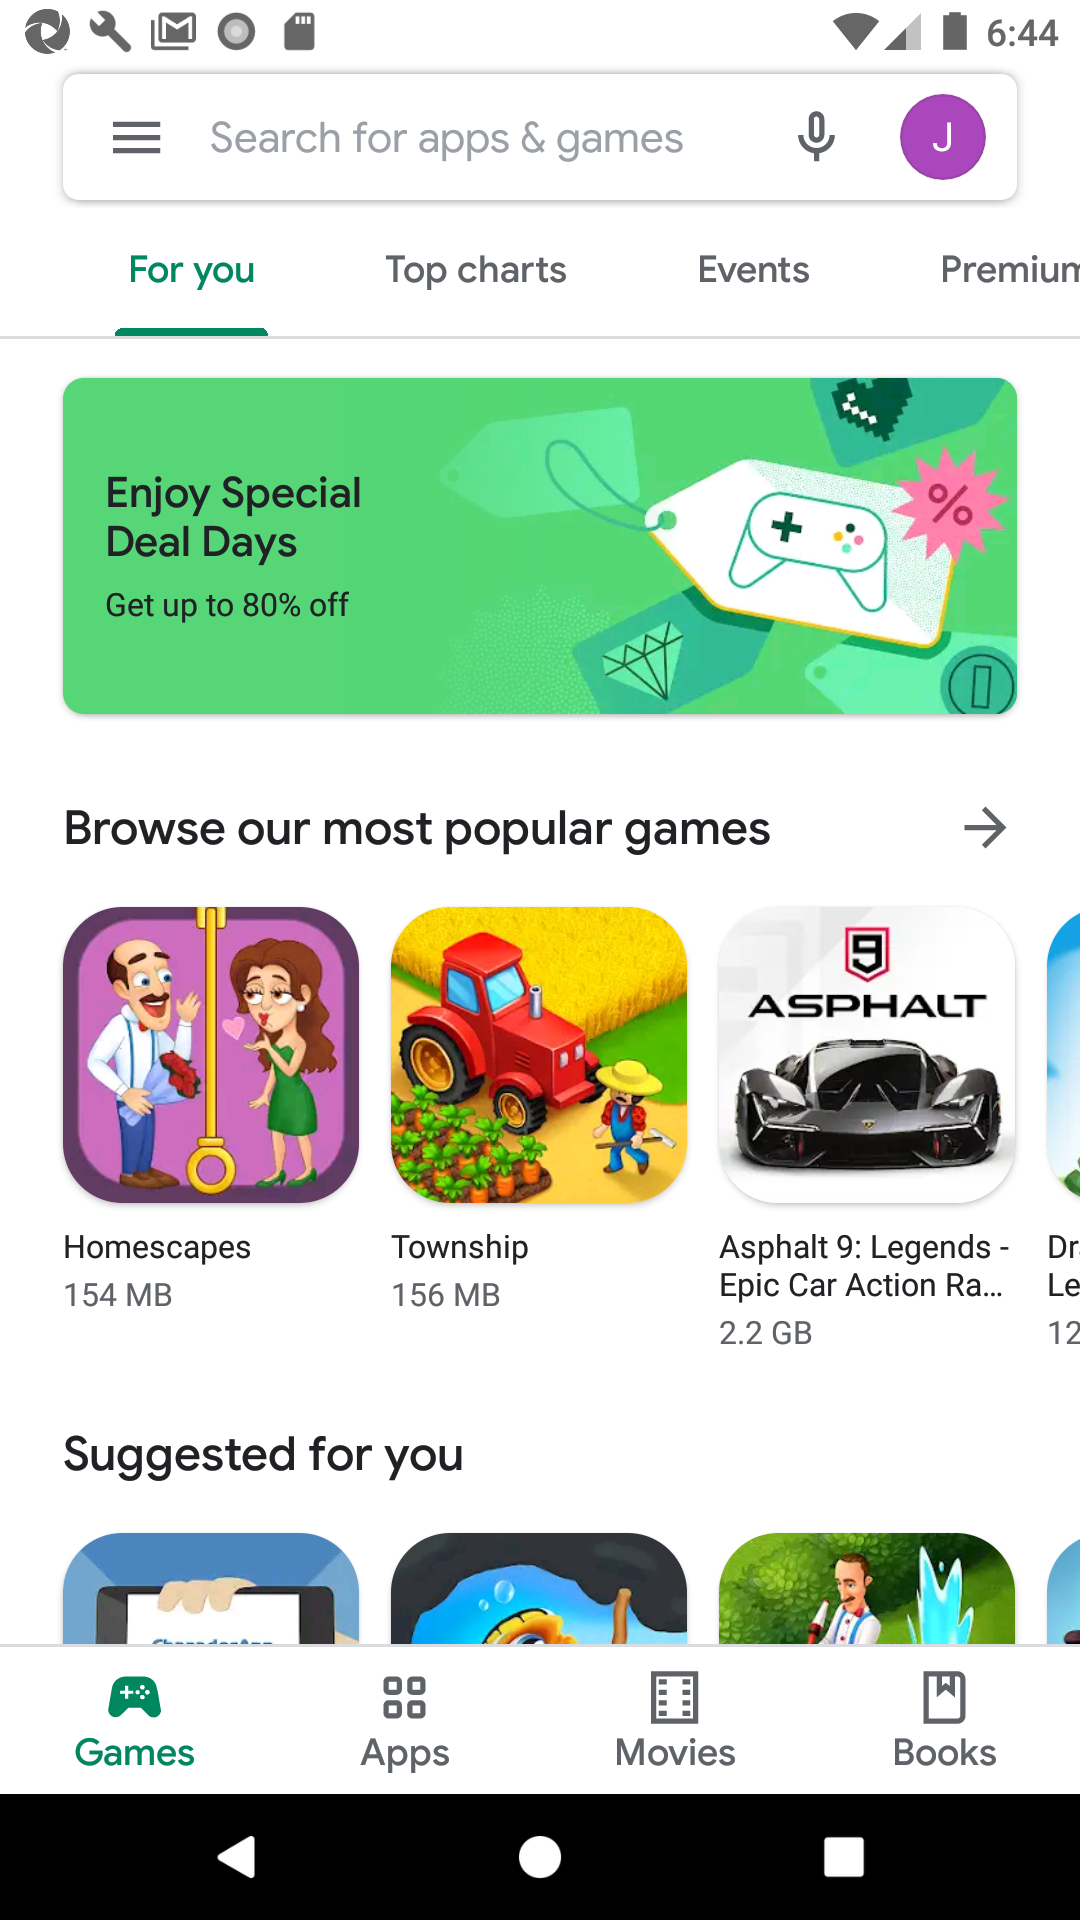 6:44
Search for apps & games
J
For you
Top charts
Events
Premium
Enjoy Special
Deal Days
Get up to 80% off
%
Browse our most popular games
9
ASPHALT
Homescapes
154 MB
Township
156 MB
Asphalt 9: Legends -
Epic Car Action Ra...
2.2 GB
Dr
Le
12
Suggested for you
Games
Apps
Movies
Books